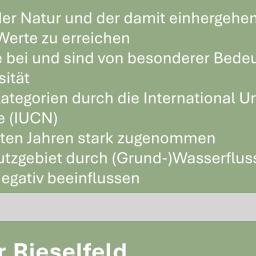 der Natur und der damit einhergehen
Werte zu erreichen
e bei und sind von besonderer Bedeu
sität
ategorien durch die International Un
e (IUCN)
ten Jahren stark zugenommen
utzgebiet durch (Grund-)Wasserfluss
egativ beeinflussen
r Rieselfeld